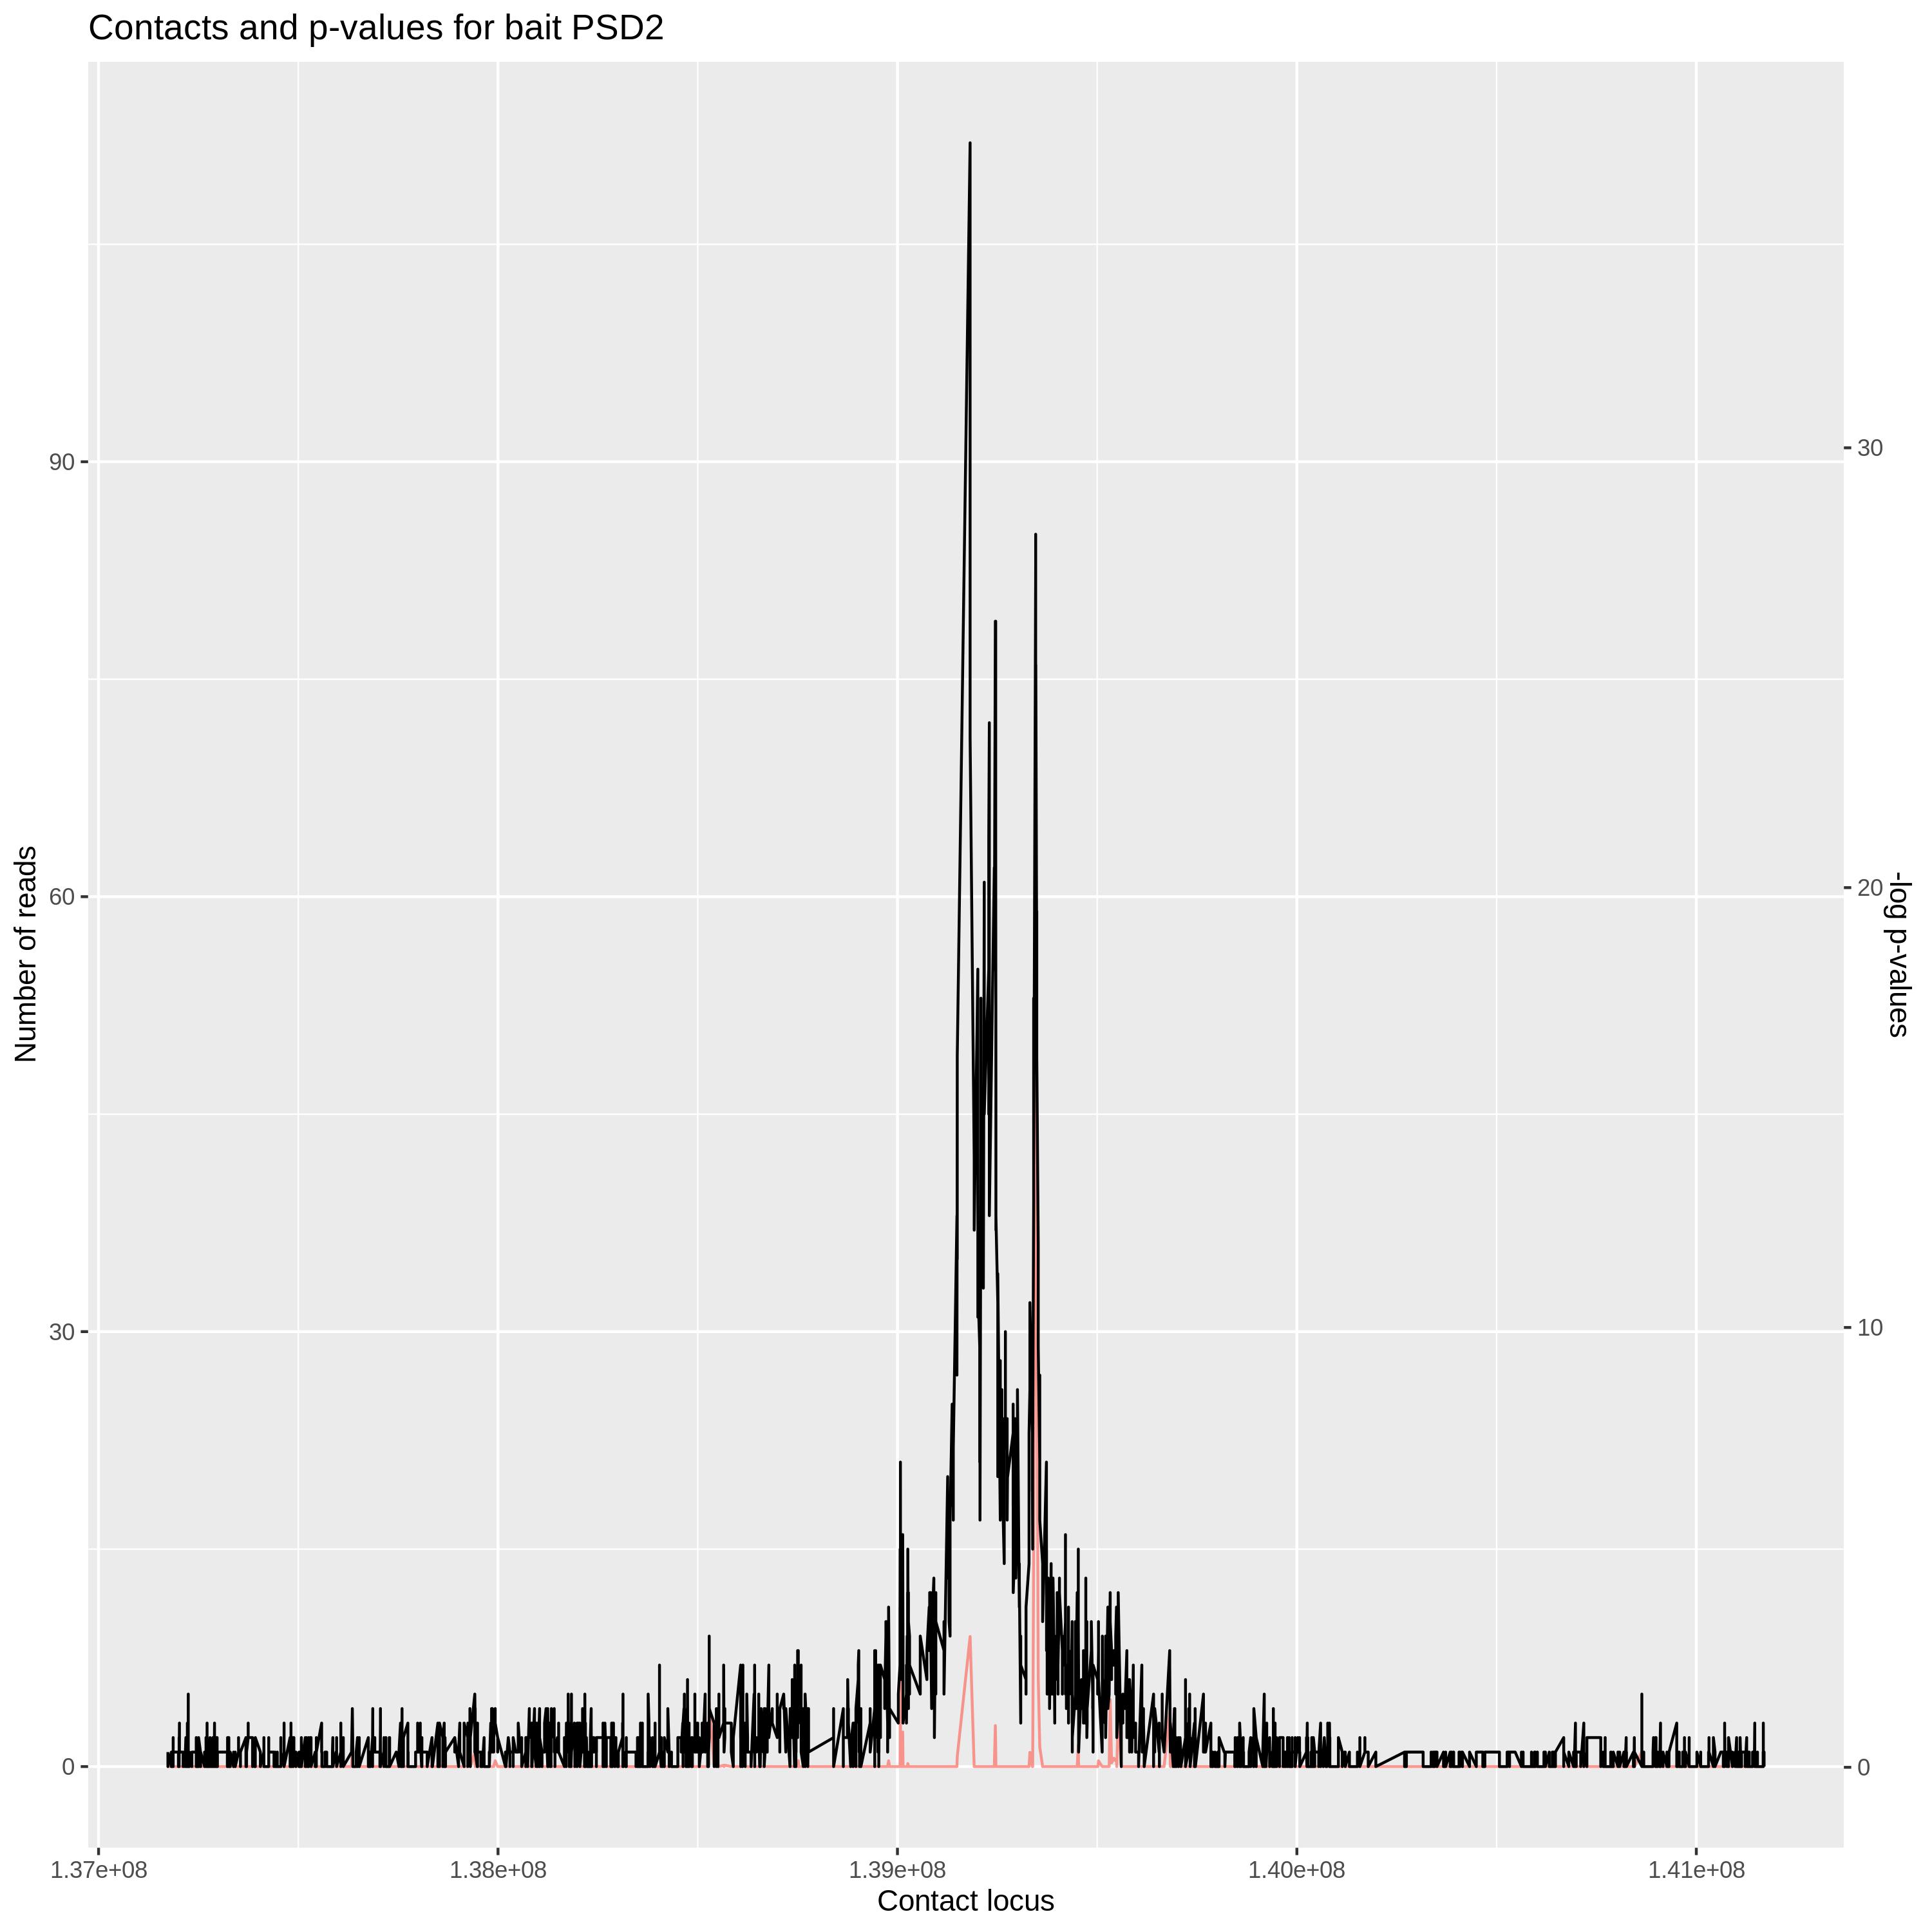 Contacts and p-values for bait PSD2
Number of reads
90
60
30
0
30
20
10
0
-log p-values
1.37e+08
1.38e+08
1.39e+08
1.40e+08
1.41e+08
Contact locus